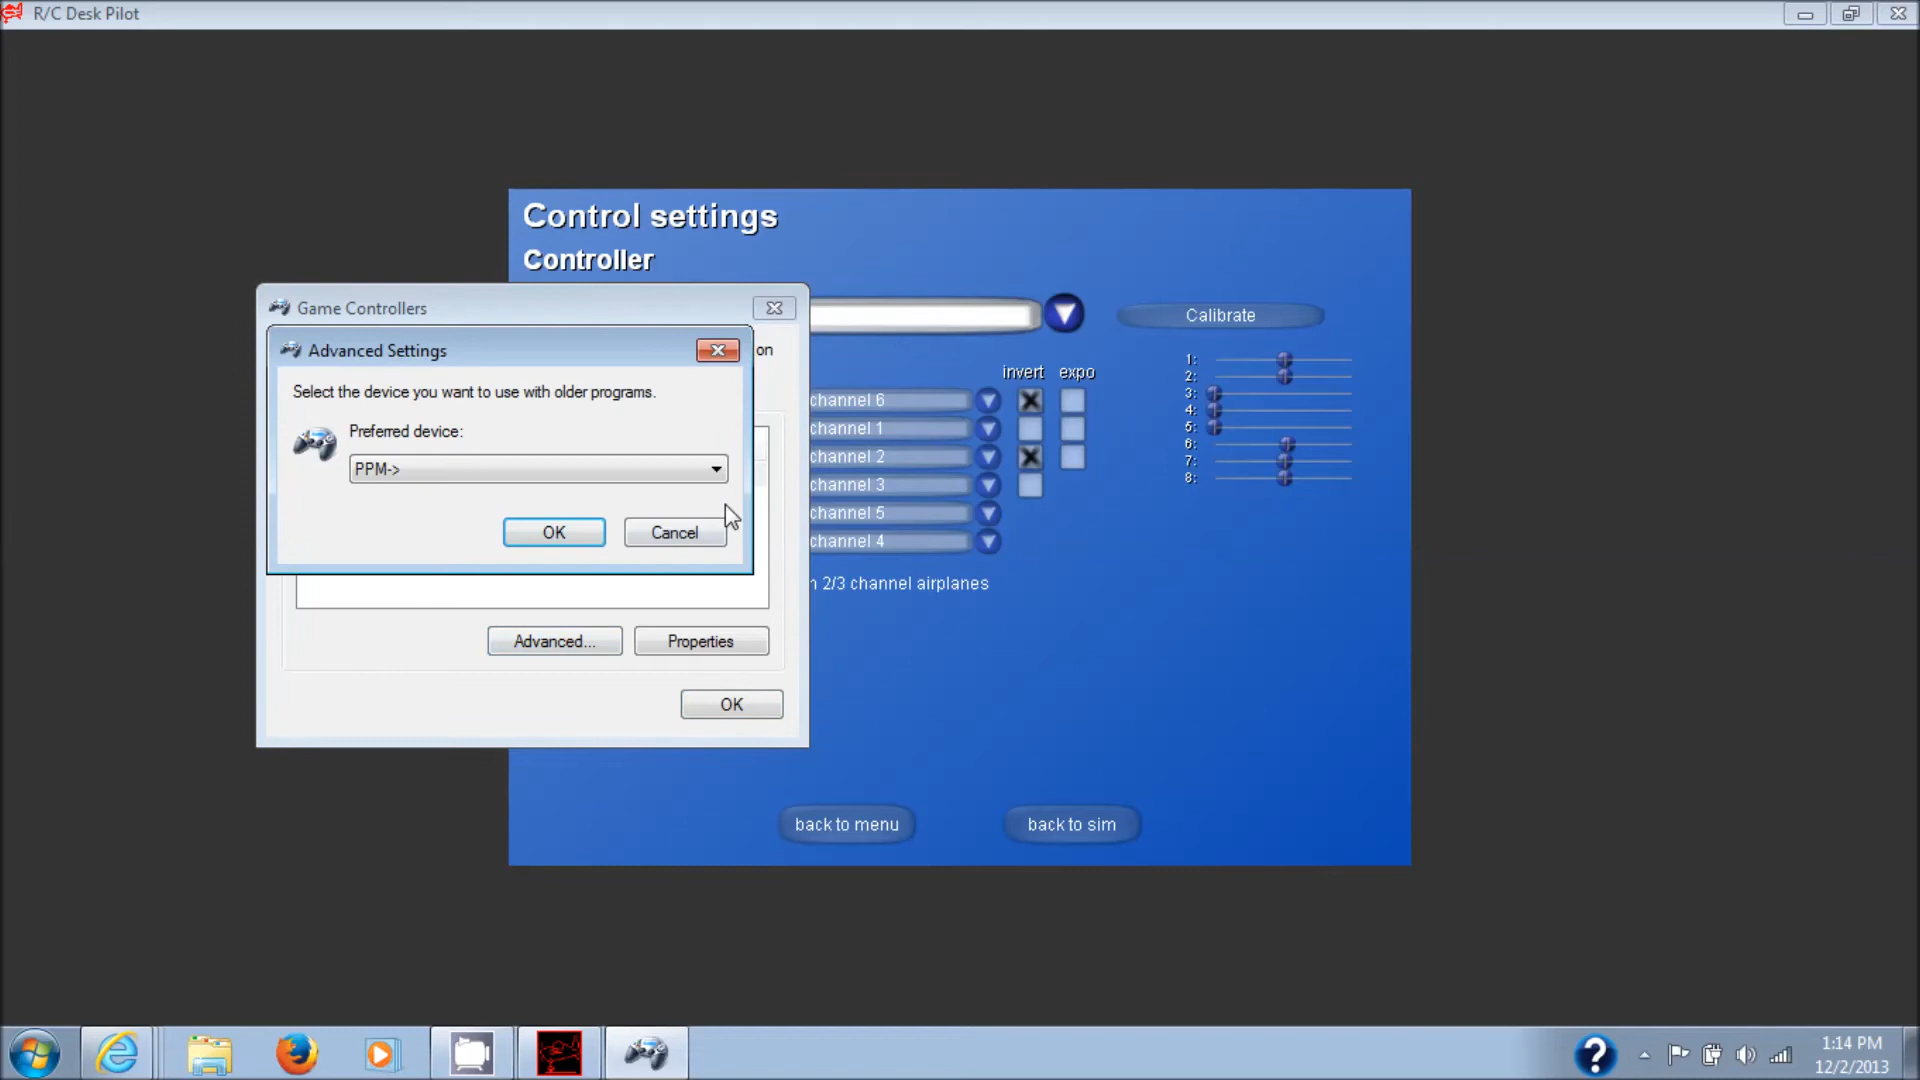 R/C Desk Pilot
Control settings
Controller
Game Controllers
on
Advanced Settings
Select the device you want to use with older programs.
Preferred device:
PPM->
OK
Cancel
Advanced...
Properties
OK
Calibrate
invert expo
channel 6
channel 1
channel 2
channel 3
channel 5
channel 4
2/3 channel airplanes
1:
2:
3:
4:
5:
6:
7:
8:
back to menu
back to sim
?
1:14 PM
12/2/2013